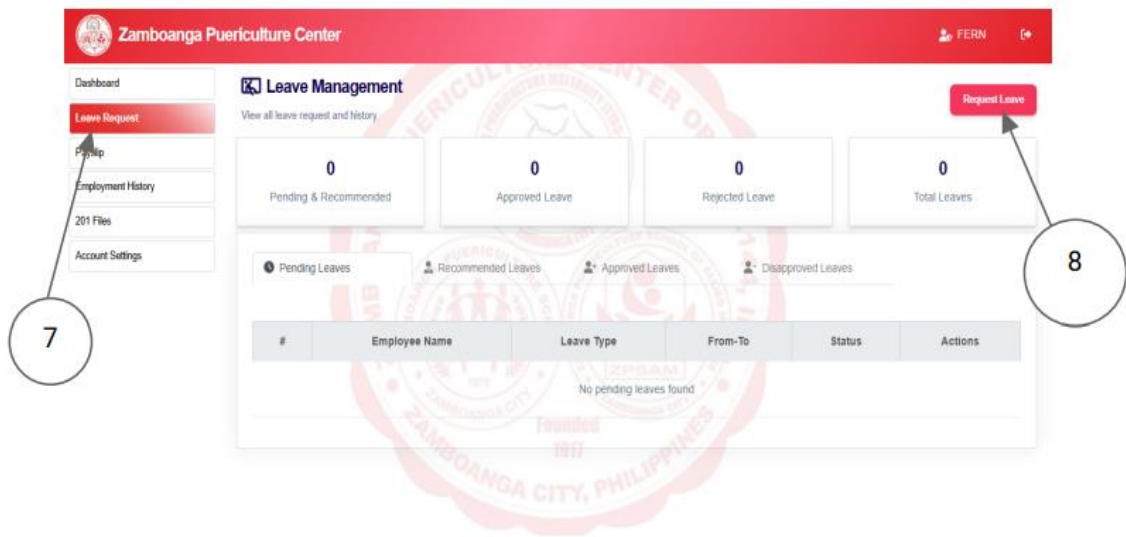 Zamboanga Puericulture Center
FERN
Dashboard
Leave Request
Payslip
Employment History
201 Files
Account Settings
Leave Management
View all leave request and history
Request Leave
0
Pending & Recommended
0
Approved Leave
0
Rejected Leave
0
Total Leaves
Pending Leaves
Recommended Leaves
Approved Leaves
Disapproved Leaves
# Employee Name Leave Type From-To Status Actions
No pending leaves found
7
8
ZPSAM
Founded
1917
ZAMBOANGA CITY, PHILIPPINES